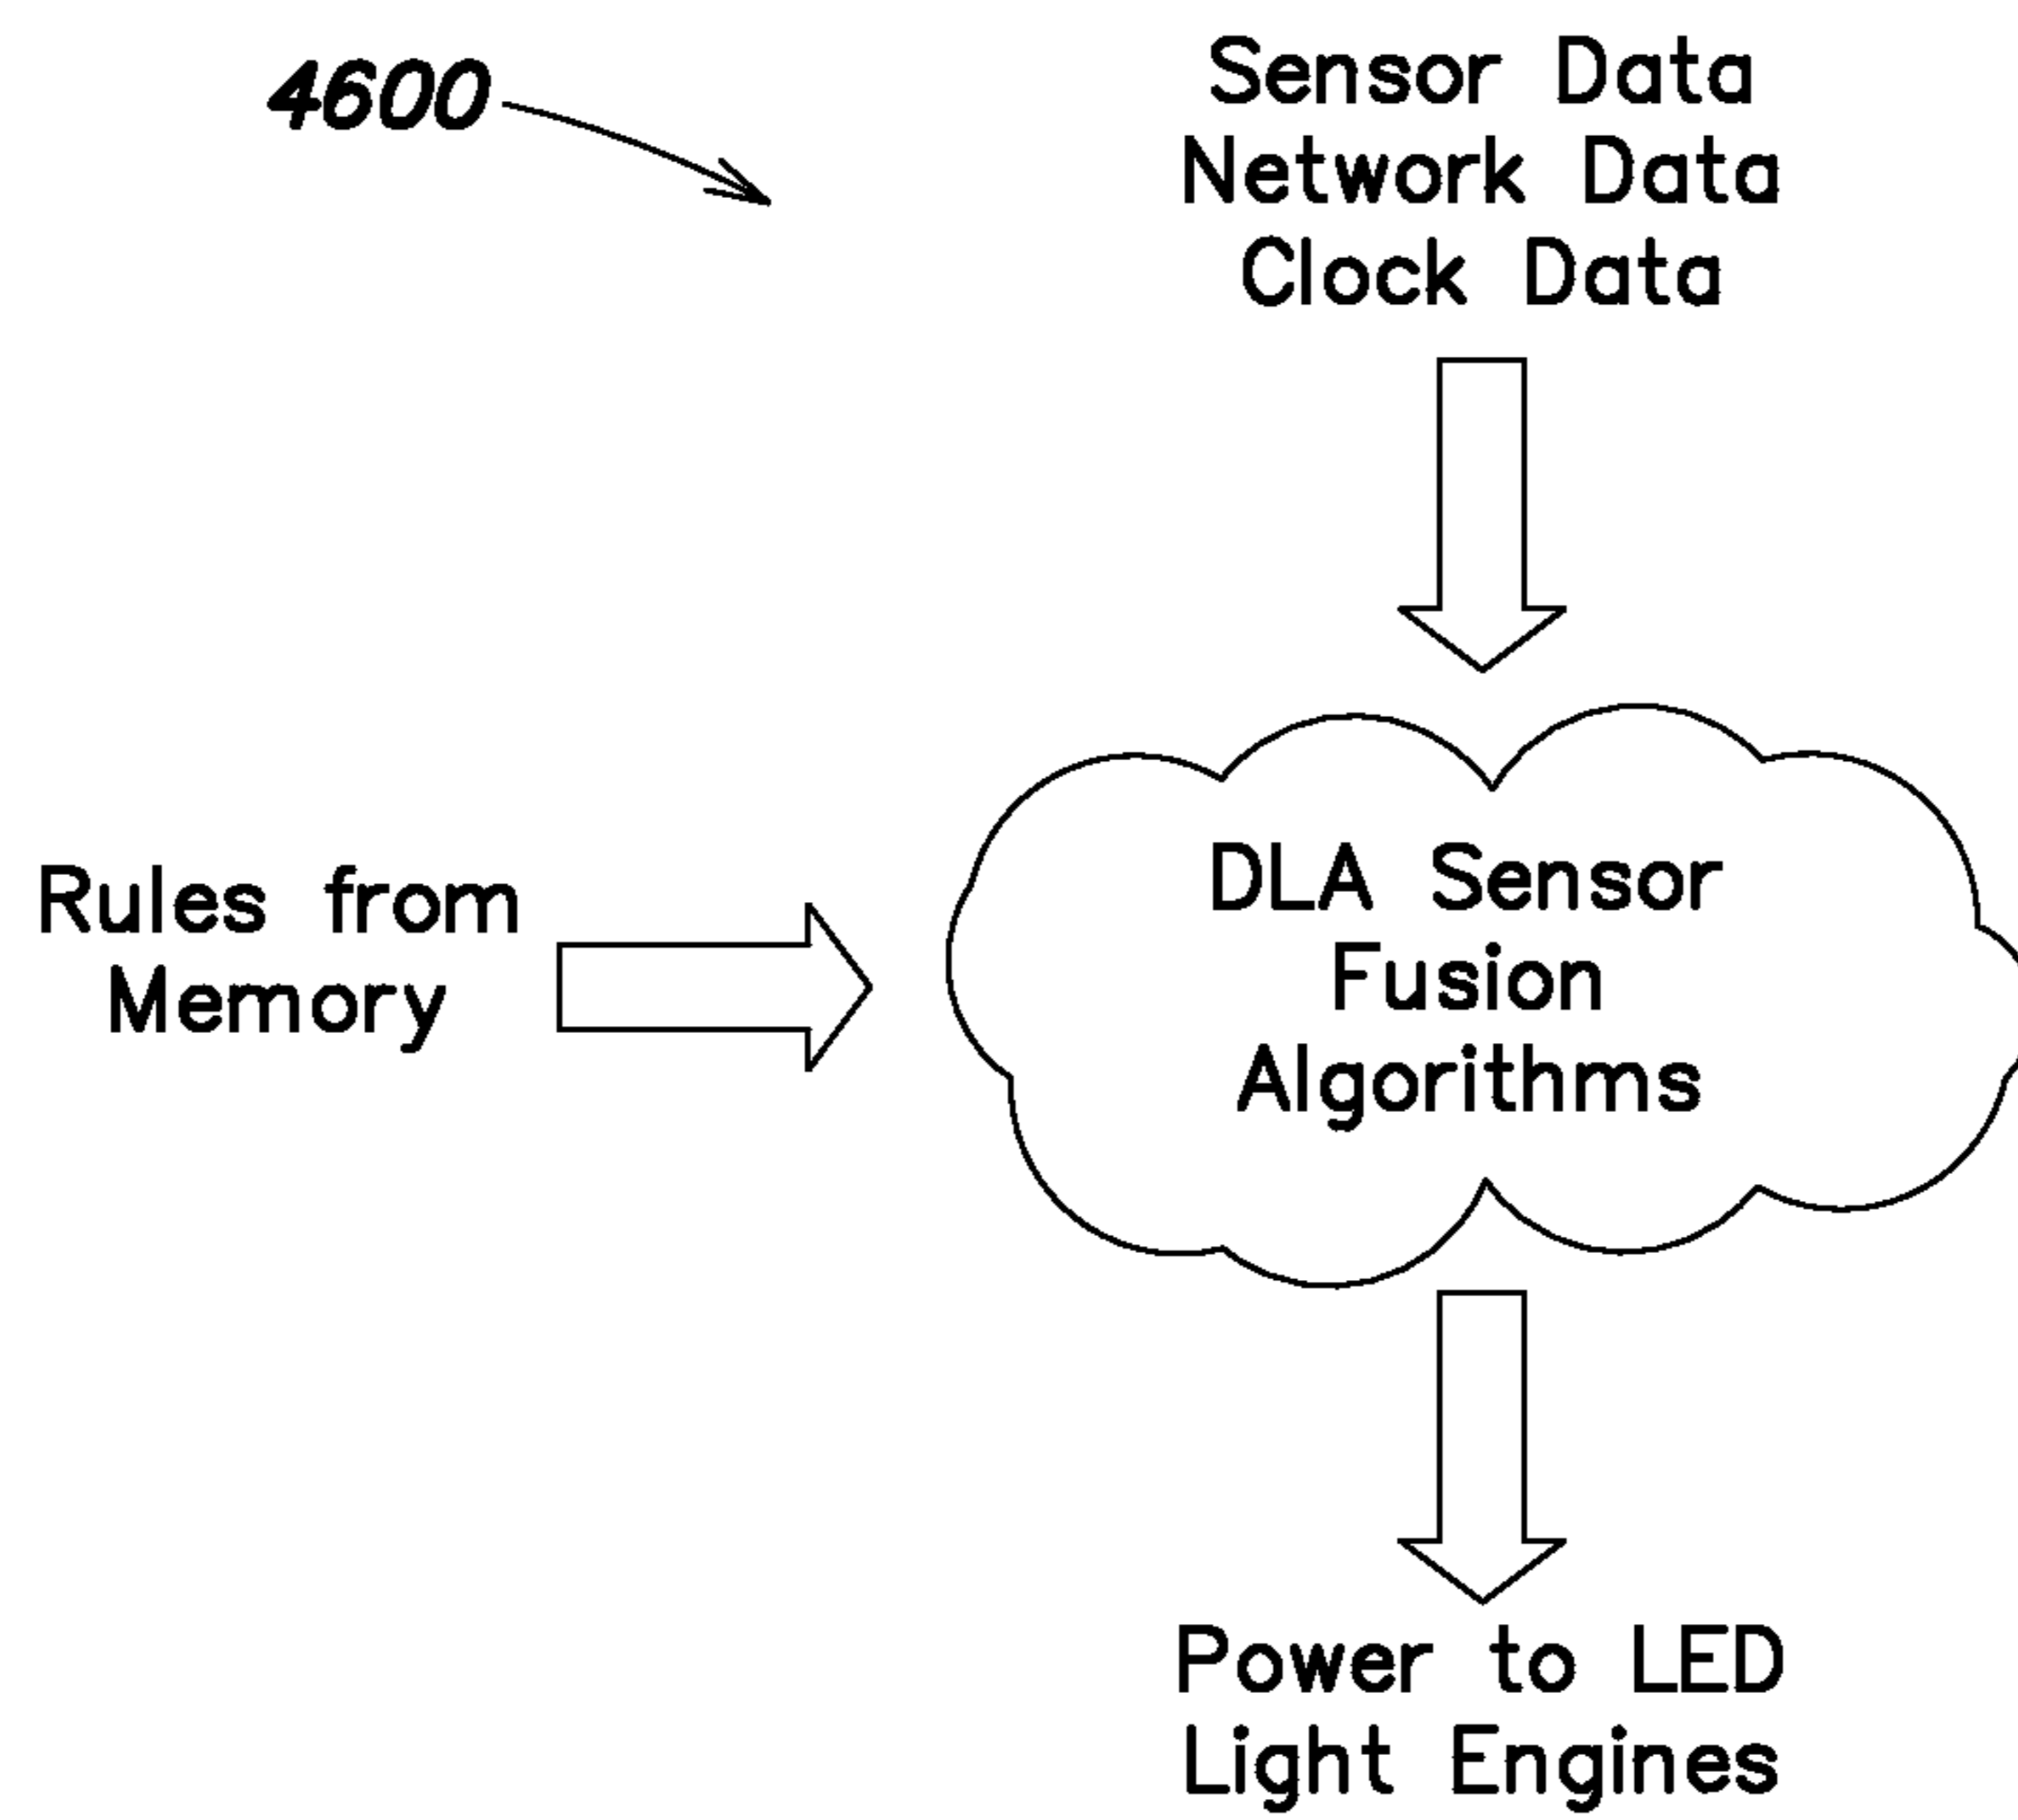 4600
Sensor Data
Network Data
Clock Data
Rules from
Memory
DLA Sensor
Fusion
Algorithms
Power to LED
Light Engines